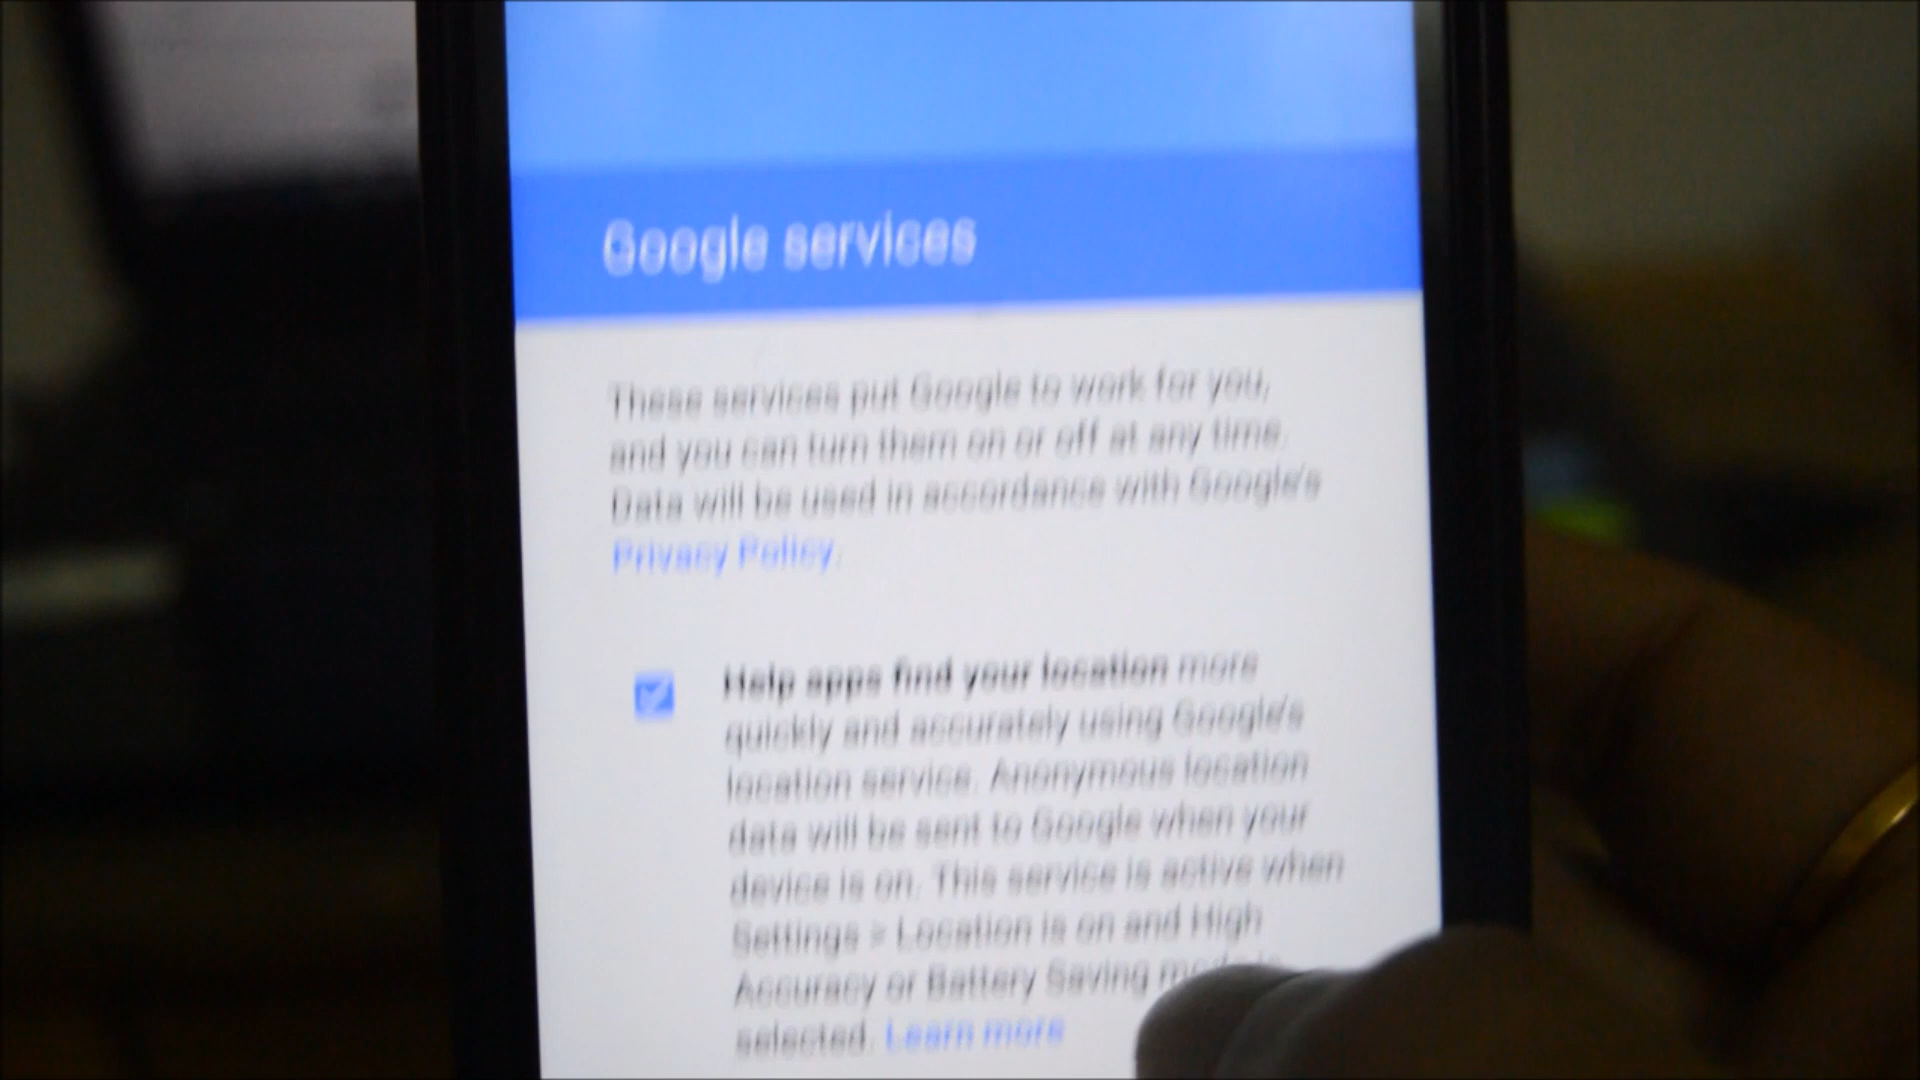 Google services
These services put Google to work for you,
and you can turn them on or off at any time.
Data will be used in accordance with Google's
Privacy Policy.
Help apps find your location more
quickly and accurately using Google's
location service. Anonymous location
data will be sent to Google when your
device is on. This service is active when
Settings > Location is on and High
Accuracy or Battery Saving mode is
selected. Learn more